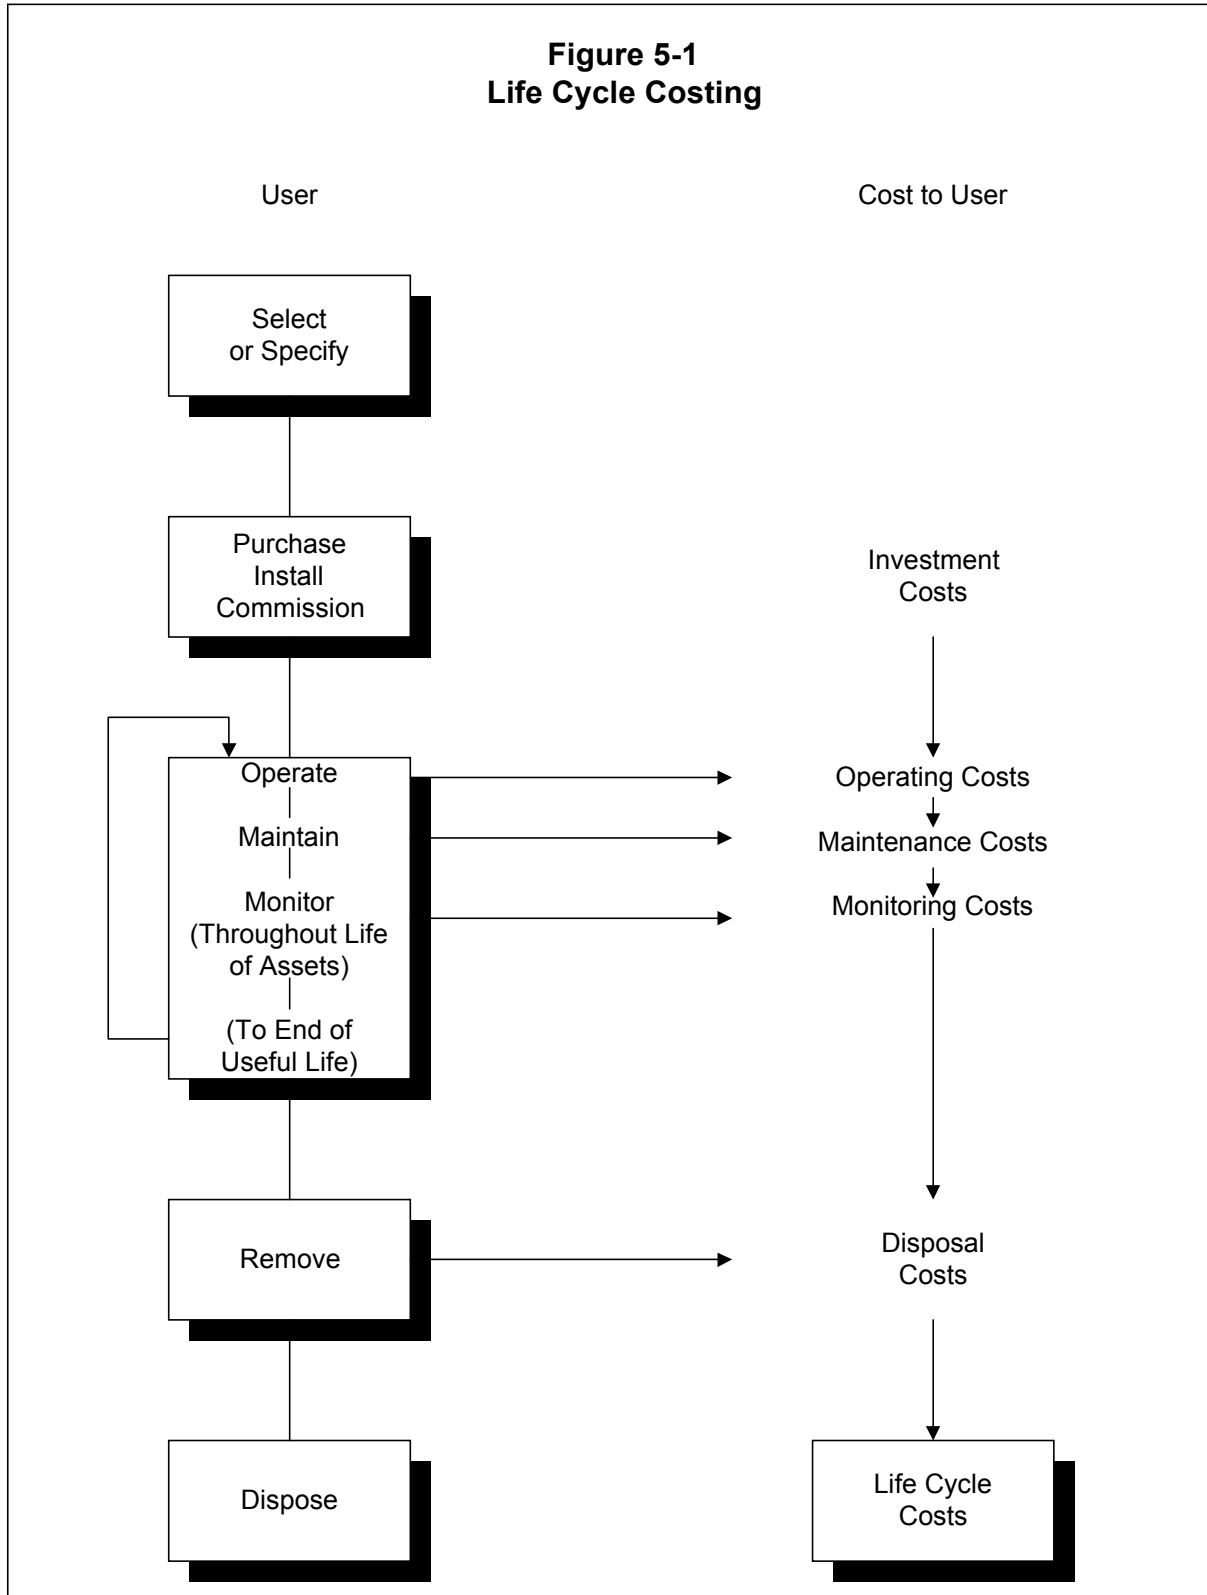 Figure 5-1
Life Cycle Costing
User
Cost to User
Select
or Specify
Purchase
Install
Commission
Investment
Costs
Operate
Operating Costs
Maintain
Maintenance Costs
Monitor
(Throughout Life
of Assets)
Monitoring Costs
(To End of
Useful Life)
Remove
Disposal
Costs
Dispose
Life Cycle
Costs